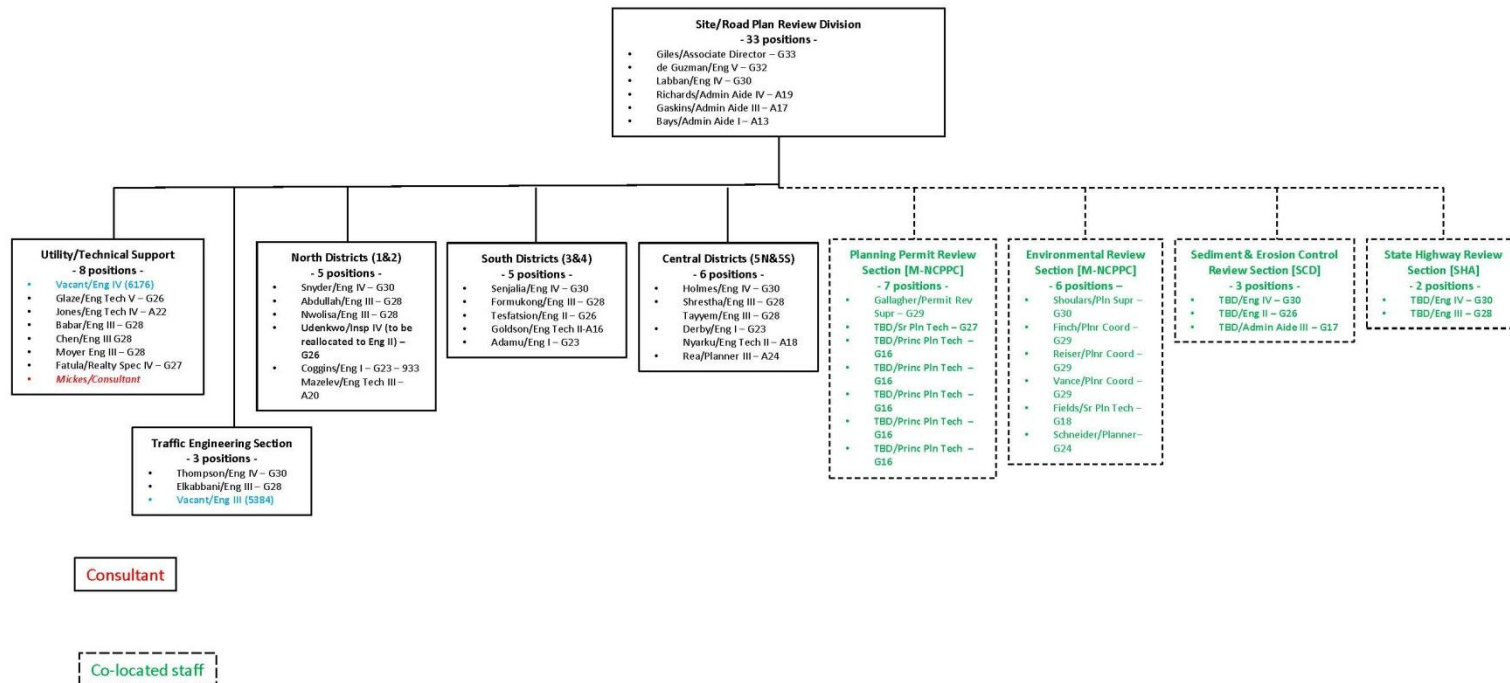 Site/Road Plan Review Division
- 33 positions -
• Giles/Associate Director – G33
• de Guzman/Eng V – G32
• Labban/Eng IV – G30
• Richards/Admin Aide IV – A19
• Gaskins/Admin Aide III – A17
• Bays/Admin Aide I – A13
Utility/Technical Support
- 8 positions -
• Vacant/Eng IV (6176)
• Glaze/Eng Tech V – G26
• Jones/Eng Tech IV – A22
• Babar/Eng III – G28
• Chen/Eng III G28
• Moyer Eng III – G28
• Fatula/Realty Spec IV – G27
• Mickes/Consultant
Traffic Engineering Section
- 3 positions -
• Thompson/Eng IV – G30
• Elkabbani/Eng III – G28
• Vacant/Eng III (5384)
North Districts (1&2)
- 5 positions -
• Snyder/Eng IV – G30
• Abdullah/Eng III – G28
• Nwolisa/Eng III – G28
• Udenkwo/Insp IV (to be
reallocated to Eng II) –
G26
• Coggins/Eng I – G23 – 933
Mazelev/Eng Tech III –
A20
South Districts (3&4)
- 5 positions -
• Senjalia/Eng IV – G30
• Formukong/Eng III – G28
• Tesfatsion/Eng II – G26
• Goldson/Eng Tech II-A16
• Adamu/Eng I – G23
Central Districts (5N&5S)
- 6 positions -
• Holmes/Eng IV – G30
• Shrestha/Eng III – G28
• Tayyem/Eng III – G28
• Derby/Eng I – G23
Nyarku/Eng Tech II – A18
• Rea/Planner III – A24
Planning Permit Review
Section [M-NCPPC]
- 7 positions -
• Gallagher/Permit Rev
Supr – G29
• TBD/Sr Pln Tech – G27
• TBD/Princ Pln Tech –
G16
• TBD/Princ Pln Tech –
G16
• TBD/Princ Pln Tech –
G16
• TBD/Princ Pln Tech –
G16
• TBD/Princ Pln Tech –
G16
Environmental Review
Section [M-NCPPC]
- 6 positions –
• Shoulars/Pln Supr –
G30
• Finch/Plnr Coord –
G29
• Reiser/Plnr Coord –
G29
• Vance/Plnr Coord –
G29
• Fields/Sr Pln Tech –
G18
• Schneider/Planner–
G24
Sediment & Erosion Control
Review Section [SCD]
- 3 positions -
• TBD/Eng IV – G30
• TBD/Eng II – G26
• TBD/Admin Aide III – G17
State Highway Review
Section [SHA]
- 2 positions -
• TBD/Eng IV – G30
• TBD/Eng III – G28
Consultant
Co-located staff